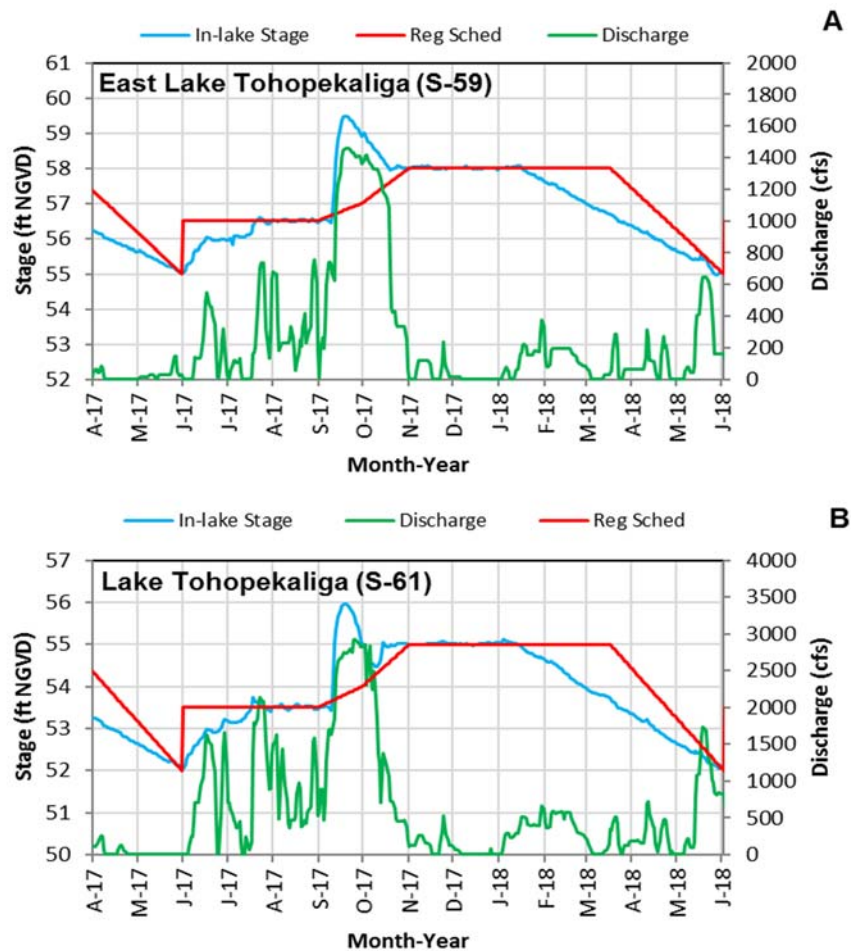 A
In-lake Stage Reg Sched Discharge
East Lake Tohopekaliga (S-59)
Stage (ft NGVD)
61
60
59
58
57
56
55
54
53
52
2000
1800
1600
1400
1200
1000
800
600
400
200
0
Discharge (cfs)
A-17 M-17 J-17 J-17 A-17 S-17 O-17 N-17 D-17 J-18 F-18 M-18 A-18 M-18 J-18
Month-Year
B
In-lake Stage Discharge Reg Sched
Lake Tohopekaliga (S-61)
Stage (ft NGVD)
57
56
55
54
53
52
51
50
4000
3500
3000
2500
2000
1500
1000
500
0
Discharge (cfs)
A-17 M-17 J-17 J-17 A-17 S-17 O-17 N-17 D-17 J-18 F-18 M-18 A-18 M-18 J-18
Month-Year